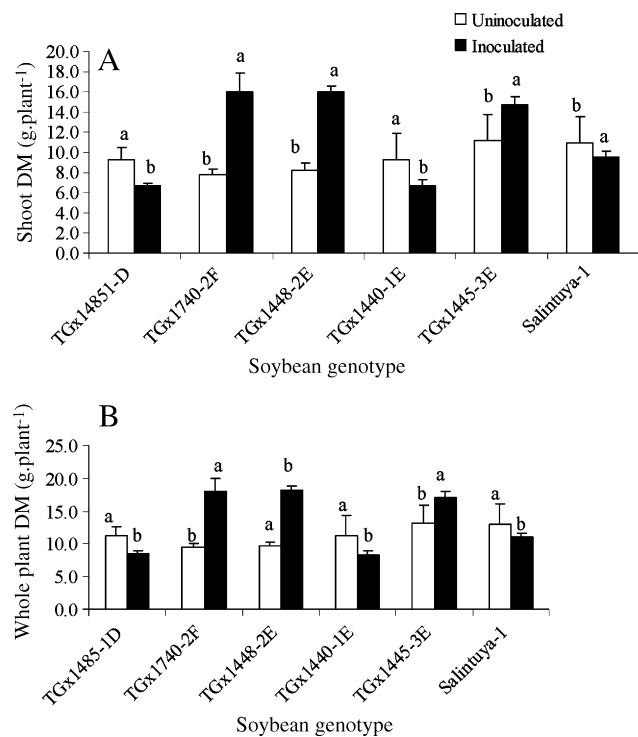 Uninoculated
Inoculated
A
Shoot DM (g.plant⁻¹)
20.0
18.0
16.0
14.0
12.0
10.0
8.0
6.0
4.0
2.0
0.0
a b
b a
b a
a b
b a
b a
TGx14851-D
TGx1740-2F
TGx1448-2E
TGx1440-1E
TGx1445-3E
Salintuya-1
Soybean genotype
B
Whole plant DM (g.plant⁻¹)
25.0
20.0
15.0
10.0
5.0
0.0
a b
b a
a b
a b
b a
a b
TGx1485-1D
TGx1740-2F
TGx1448-2E
TGx1440-1E
TGx1445-3E
Salintuya-1
Soybean genotype